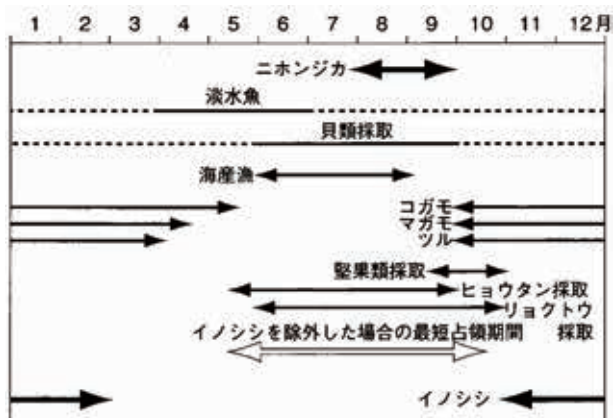 1 2 3 4 5 6 7 8 9 10 11 12月
ニホンジカ
淡水魚
貝類採取
海産漁
コガモ
マガモ
ツル
堅果類採取
ヒョウタン採取
リョクトウ
イノシシを除外した場合の最短占領期間 採取
イノシシ